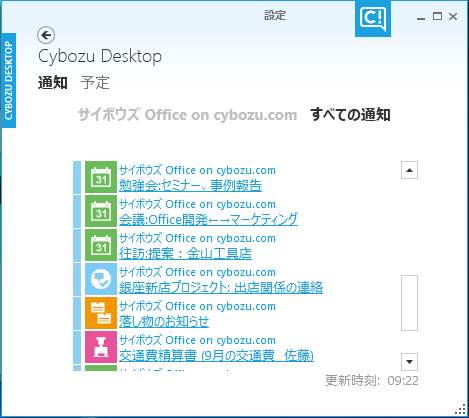 設定
C!
CYBOZU DESKTOP
Cybozu Desktop
通知 予定
サイボウズ Office on cybozu.com すべての通知
サイボウズ Office on cybozu.com
31 勉強会:セミナー、事例報告
サイボウズ Office on cybozu.com
31 会議:Office開発←→マーケティング
サイボウズ Office on cybozu.com
31 往訪:提案：金山工具店
サイボウズ Office on cybozu.com
銀座新店プロジェクト: 出店関係の連絡
サイボウズ Office on cybozu.com
落し物のお知らせ
サイボウズ Office on cybozu.com
交通費精算書 (9月の交通費　佐藤)
更新時刻: 09:22